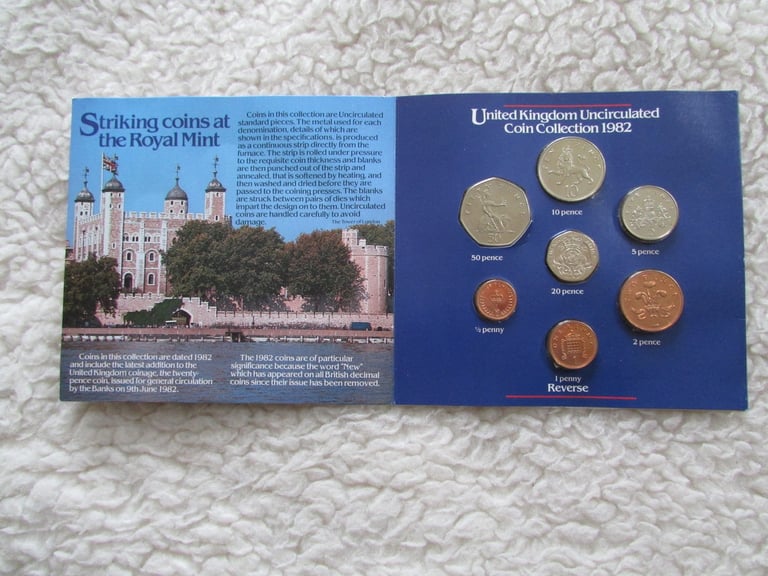 Striking coins at
the Royal Mint
Coins in this collection are Uncirculated
standard pieces. The metal used for each
denomination, details of which are
shown in the specifications, is produced
as a continuous strip directly from the
furnace. The strip is rolled under pressure
to the requisite coin thickness and blanks
are then punched out of the strip and
annealed, that is softened by heating, and
then washed and dried before they are
passed to the coining presses. The blanks
are struck between pairs of dies which
impart the design on to them. Uncirculated
coins are handled carefully to avoid
damage.
The Tower of London
Coins in this collection are dated 1982
and include the latest addition to the
United Kingdom coinage, the twenty-
pence coin, issued for general circulation
by the Banks on 9th June 1982.
The 1982 coins are of particular
significance because the word "New"
which has appeared on all British decimal
coins since their issue has been removed.
United Kingdom Uncirculated
Coin Collection 1982
10
10 pence
50
50 pence
5 pence
20 pence
½ penny
2 pence
1 penny
Reverse